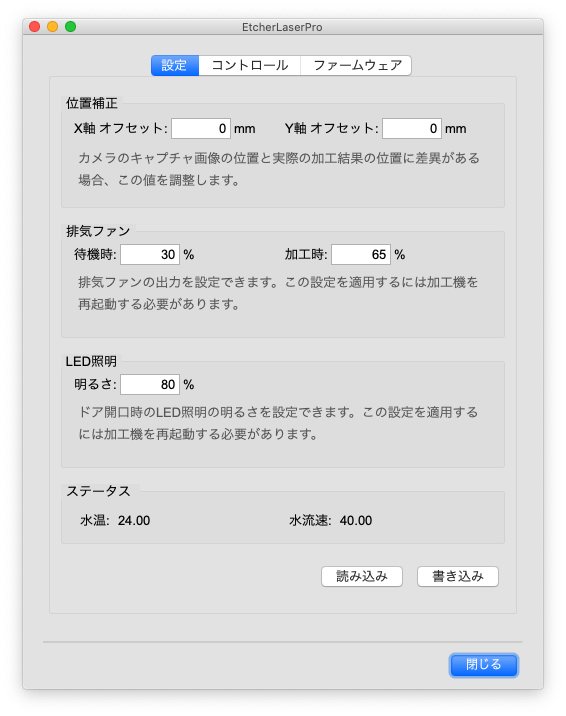 EtcherLaserPro
設定 コントロール ファームウェア
位置補正
X軸 オフセット: 0 mm Y軸 オフセット: 0 mm
カメラのキャプチャ画像の位置と実際の加工結果の位置に差異がある
場合、この値を調整します。
排気ファン
待機時: 30 % 加工時: 65 %
排気ファンの出力を設定できます。この設定を適用するには加工機を
再起動する必要があります。
LED照明
明るさ: 80 %
ドア開口時のLED照明の明るさを設定できます。この設定を適用する
には加工機を再起動する必要があります。
ステータス
水温: 24.00 水流速: 40.00
読み込み 書き込み
閉じる